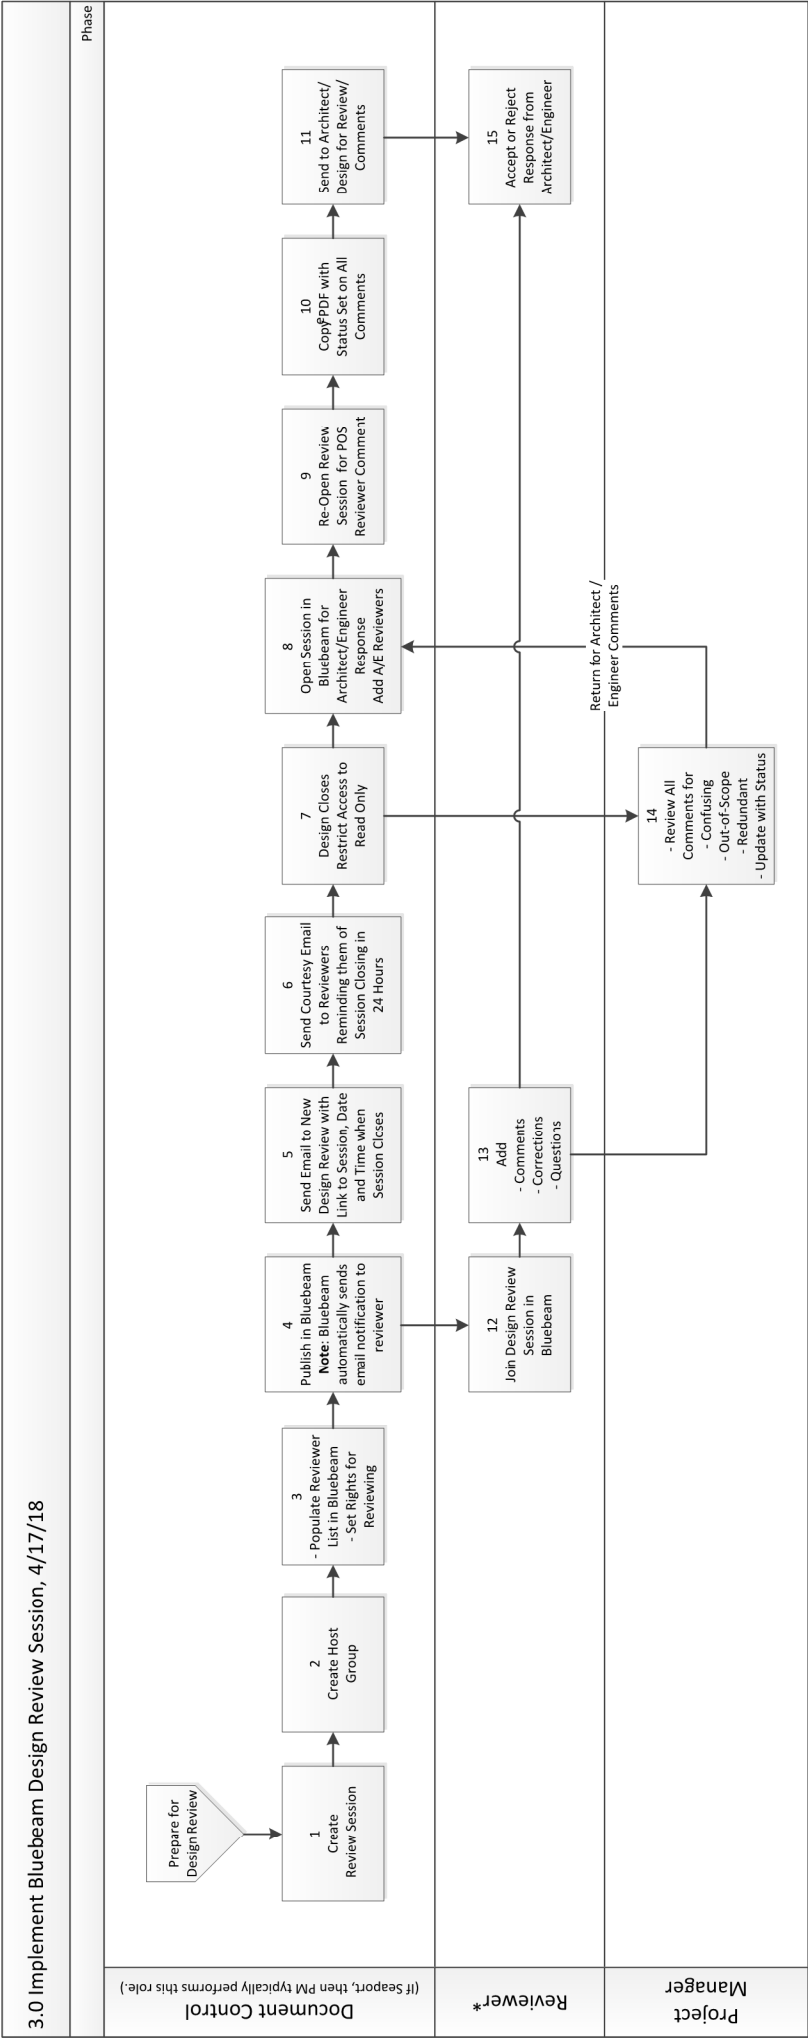 3.0 Implement Bluebeam Design Review Session, 4/17/18
Phase
Document Control
(If Seaport, then PM typically performs this role.)
Prepare for
Design Review
1
Create
Review Session
2
Create Host
Group
3
- Populate Reviewer
List in Bluebeam
- Set Rights for
Reviewing
4
Publish in Bluebeam
Note: Bluebeam
automatically sends
email notification to
reviewer
5
Send Email to New
Design Review with
Link to Session, Date
and Time when
Session Closes
6
Send Courtesy Email
to Reviewers
Reminding them of
Session Closing in
24 Hours
7
Design Closes
Restrict Access to
Read Only
8
Open Session in
Bluebeam for
Architect/Engineer
Response
Add A/E Reviewers
9
Re-Open Review
Session for POS
Reviewer Comment
10
PDF with
Status Set on All
Comments
11
Send to Architect/
Design for Review/
Comments
Reviewer*
12
Join Design Review
Session in
Bluebeam
13
Add
- Comments
- Corrections
- Questions
15
Accept or Reject
Response from
Architect/Engineer
Return for Architect /
Engineer Comments
Project
Manager
14
- Review All
Comments for
- Confusing
- Out-of-Scope
- Redundant
- Update with Status